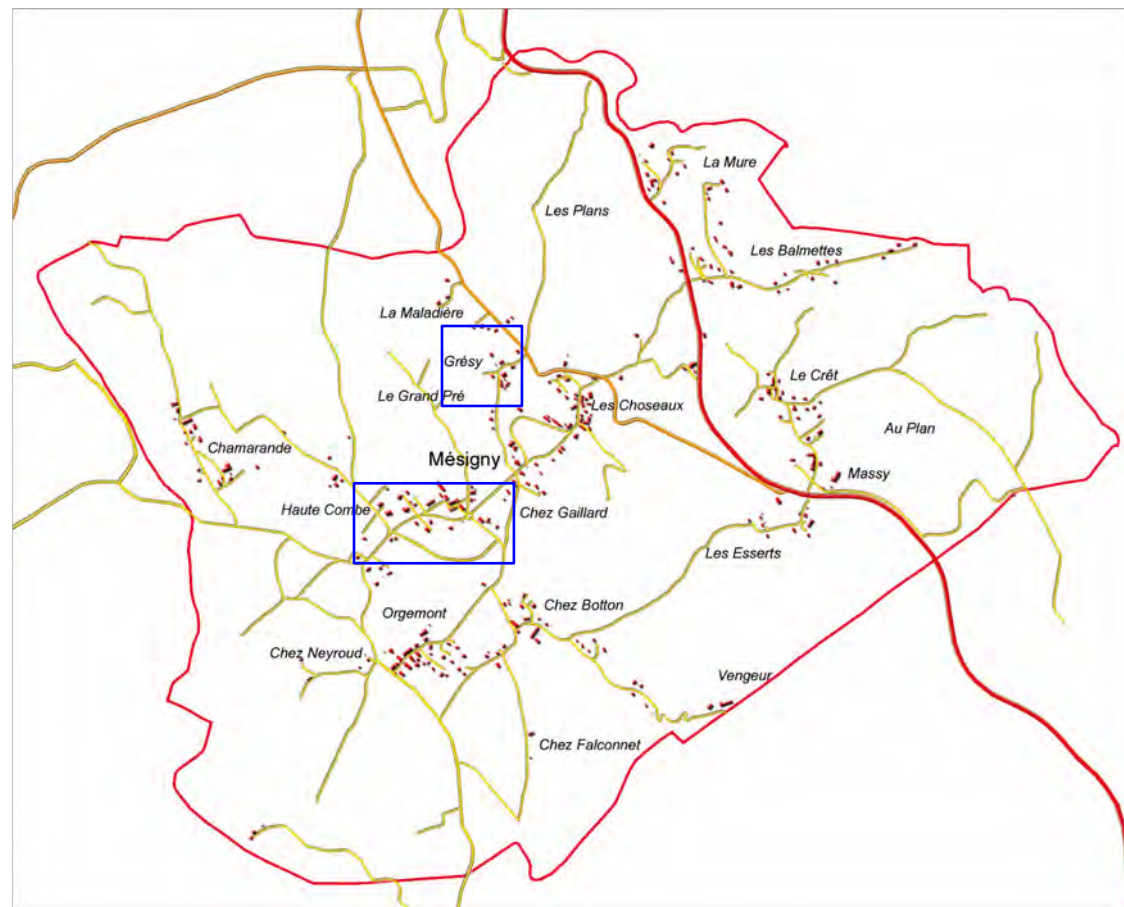 La Mure
Les Plans
Les Balmettes
La Maladière
Grésy
Le Crêt
Le Grand Pré
Les Choseaux
Au Plan
Chamarande
Mésigny
Massy
Haute Combe
Chez Gaillard
Les Esserts
Chez Botton
Orgemont
Chez Neyroud
Vengeur
Chez Falconnet